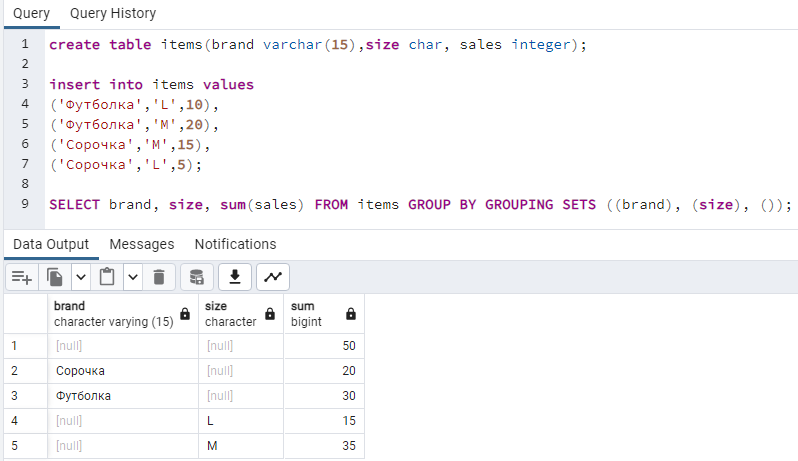 Query Query History
1 create table items(brand varchar(15),size char, sales integer);
2
3 insert into items values
4 ('Футболка','L',10),
5 ('Футболка','M',20),
6 ('Сорочка','M',15),
7 ('Сорочка','L',5);
8
9 SELECT brand, size, sum(sales) FROM items GROUP BY GROUPING SETS ((brand), (size), ());
Data Output Messages Notifications
brand size sum
character varying (15) character bigint
1 [null] [null] 50
2 Сорочка [null] 20
3 Футболка [null] 30
4 [null] L 15
5 [null] M 35